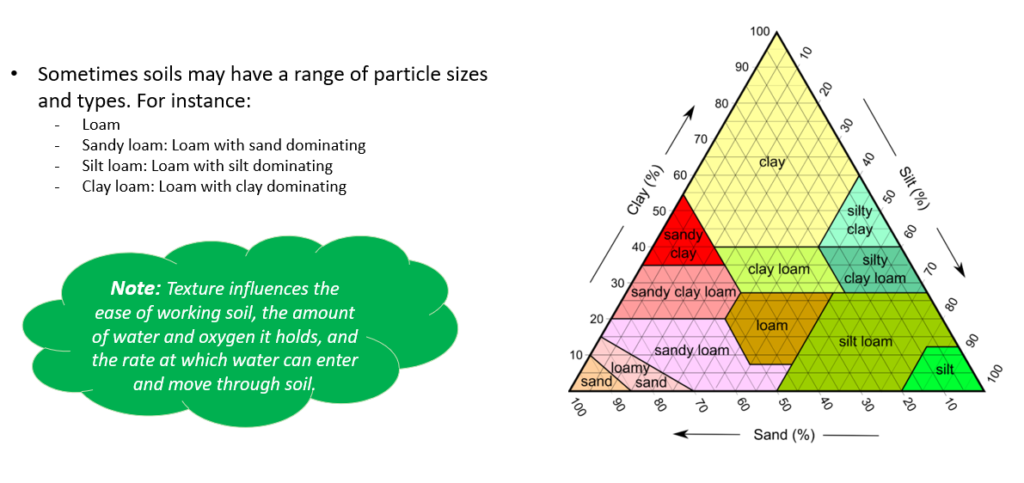 • Sometimes soils may have a range of particle sizes
and types. For instance:
- Loam
- Sandy loam: Loam with sand dominating
- Silt loam: Loam with silt dominating
- Clay loam: Loam with clay dominating
Note: Texture influences the
ease of working soil, the amount
of water and oxygen it holds, and
the rate at which water can enter
and move through soil,
100
90
80
70
60
50
40
30
20
10
Clay (%)
10
20
30
40
50
60
70
80
90
100
Silt (%)
clay
silty
clay
sandy
clay
clay loam
silty
clay loam
sandy clay loam
loam
silt loam
sandy loam
silt
loamy
sand
sand
100
90
80
70
60
50
40
30
20
10
Sand (%)